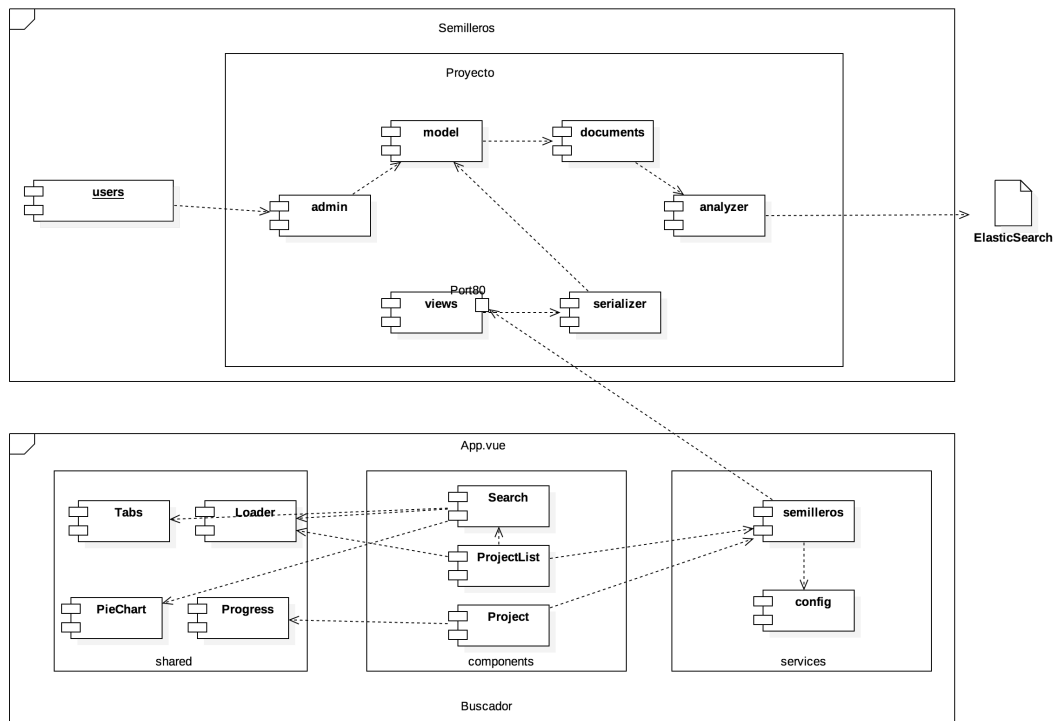 Semilleros
Proyecto
model
documents
users
admin
analyzer
ElasticSearch
Port80
views
serializer
App.vue
Tabs
Loader
Search
semilleros
ProjectList
PieChart
Progress
Project
config
shared
components
services
Buscador